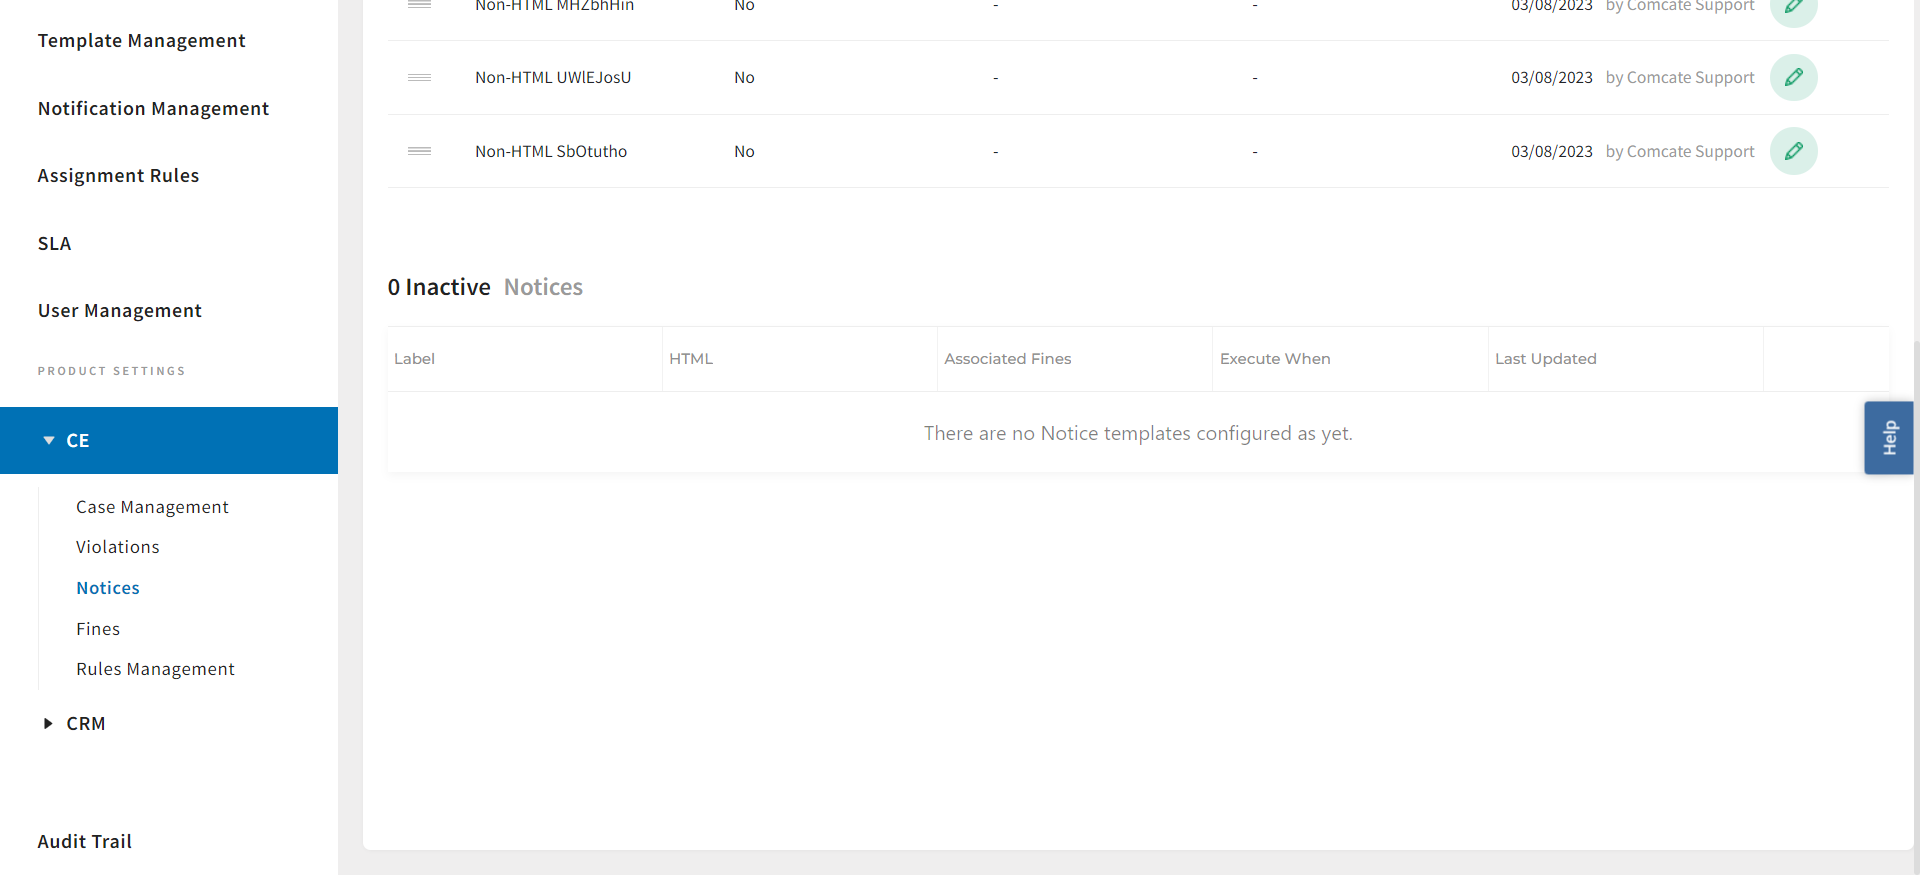 Template Management
Notification Management
Assignment Rules
SLA
User Management
PRODUCT SETTINGS
CE
Case Management
Violations
Notices
Fines
Rules Management
CRM
Audit Trail
Non-HTML MHZbhHin No - - 03/08/2023 by Comcate Support
Non-HTML UWlEJosU No - - 03/08/2023 by Comcate Support
Non-HTML SbOtutho No - - 03/08/2023 by Comcate Support
0 Inactive Notices
Label HTML Associated Fines Execute When Last Updated
There are no Notice templates configured as yet.
Help